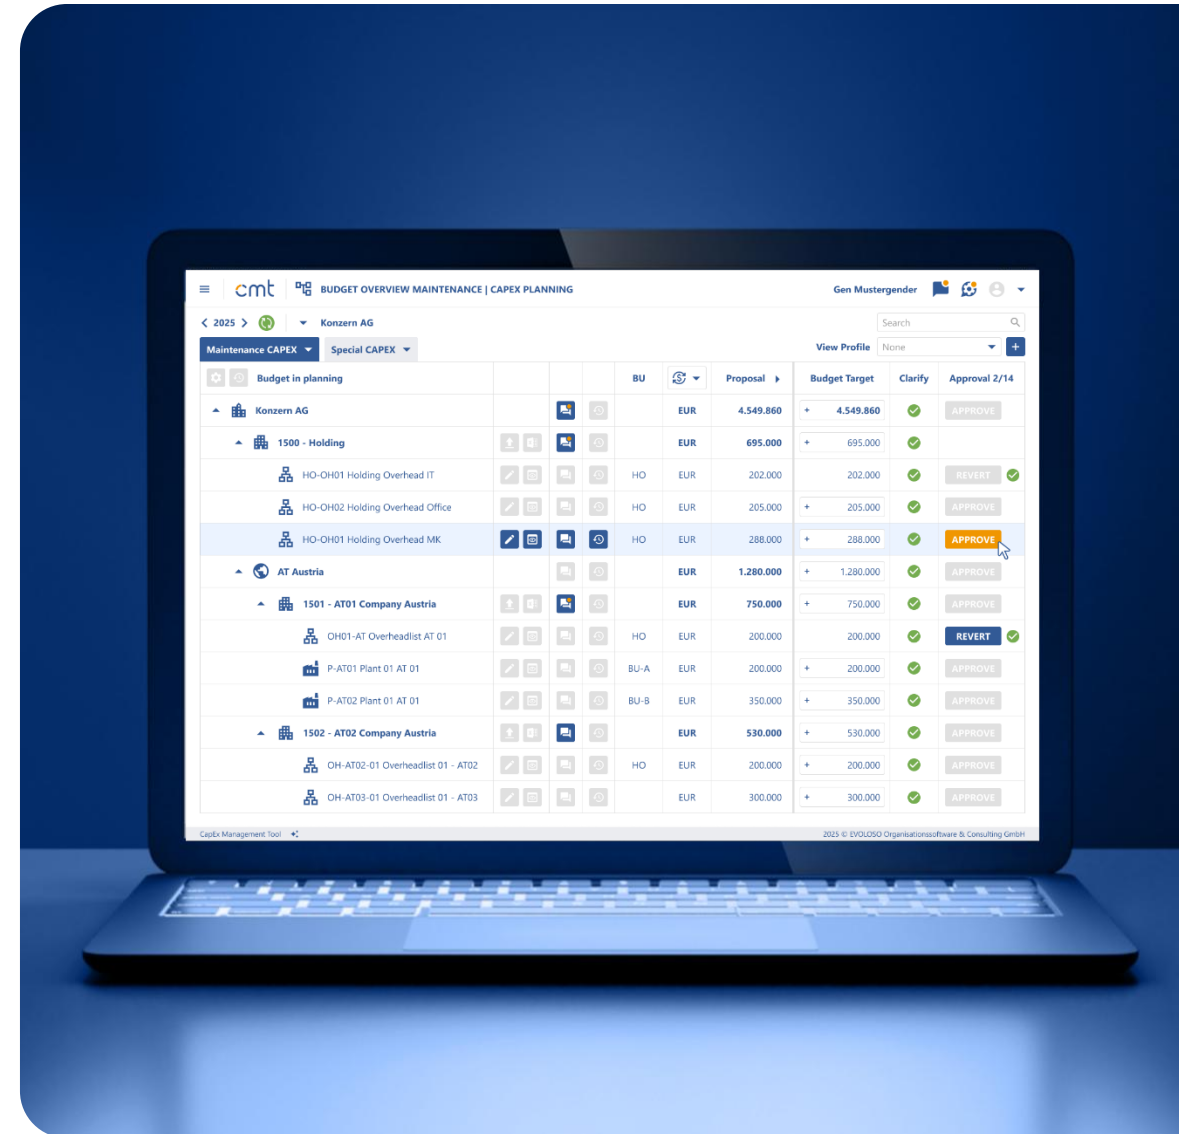 cmt BUDGET OVERVIEW MAINTENANCE | CAPEX PLANNING Gen Mustergender
2025 Konzern AG Search
Maintenance CAPEX Special CAPEX View Profile None +
Budget in planning BU Proposal Budget Target Clarify Approval 2/14
Konzern AG EUR 4.549.860 + 4.549.860 APPROVE
1500 - Holding EUR 695.000 + 695.000
HO-OH01 Holding Overhead IT HO EUR 202.000 202.000 REVERT
HO-OH02 Holding Overhead Office HO EUR 205.000 + 205.000 APPROVE
HO-OH01 Holding Overhead MK HO EUR 288.000 + 288.000 APPROVE
AT Austria EUR 1.280.000 + 1.280.000 APPROVE
1501 - AT01 Company Austria EUR 750.000 + 750.000 APPROVE
OH01-AT Overheadlist AT 01 HO EUR 200.000 200.000 REVERT
P-AT01 Plant 01 AT 01 BU-A EUR 200.000 + 200.000 APPROVE
P-AT02 Plant 01 AT 01 BU-B EUR 350.000 + 350.000 APPROVE
1502 - AT02 Company Austria EUR 530.000 + 530.000 APPROVE
OH-AT02-01 Overheadlist 01 - AT02 HO EUR 200.000 + 200.000 APPROVE
OH-AT03-01 Overheadlist 01 - AT03 EUR 300.000 + 300.000 APPROVE
CapEx Management Tool 2025 © EVOLOSO Organisationssoftware & Consulting GmbH